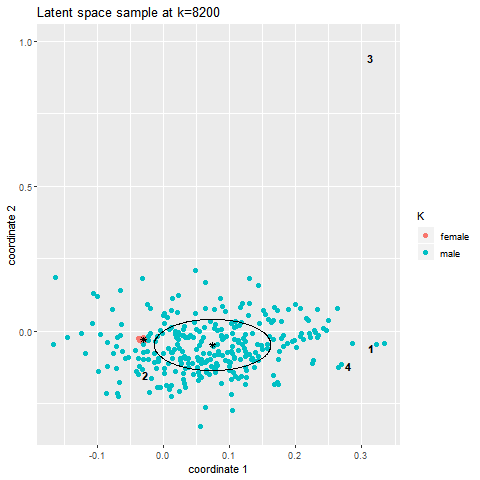 Latent space sample at k=8200
1.0
3
0.5
coordinate 2
K
female
male
0.0
1
4
2
-0.1
0.0
0.1
0.2
0.3
coordinate 1